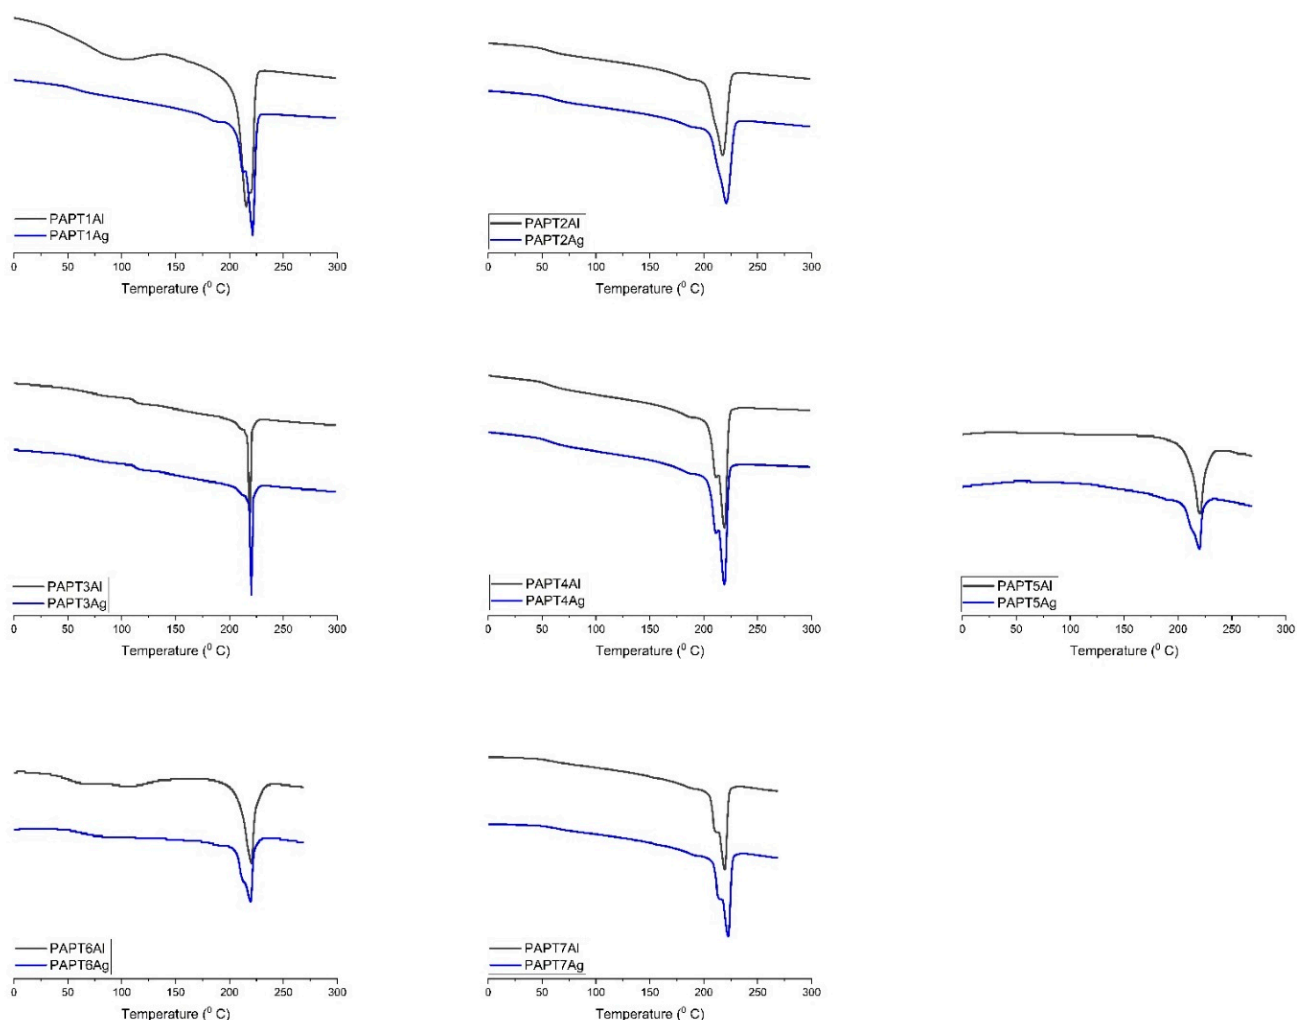 PAPT1Al
PAPT1Ag
0 50 100 150 200 250 300
Temperature (⁰ C)
PAPT2Al
PAPT2Ag
0 50 100 150 200 250 300
Temperature (⁰ C)
PAPT3Al
PAPT3Ag
0 50 100 150 200 250 300
Temperature (⁰ C)
PAPT4Al
PAPT4Ag
0 50 100 150 200 250 300
Temperature (⁰ C)
PAPT5Al
PAPT5Ag
0 50 100 150 200 250 300
Temperature (⁰ C)
PAPT6Al
PAPT6Ag
0 50 100 150 200 250 300
Temperature (⁰ C)
PAPT7Al
PAPT7Ag
0 50 100 150 200 250 300
Temperature (⁰ C)